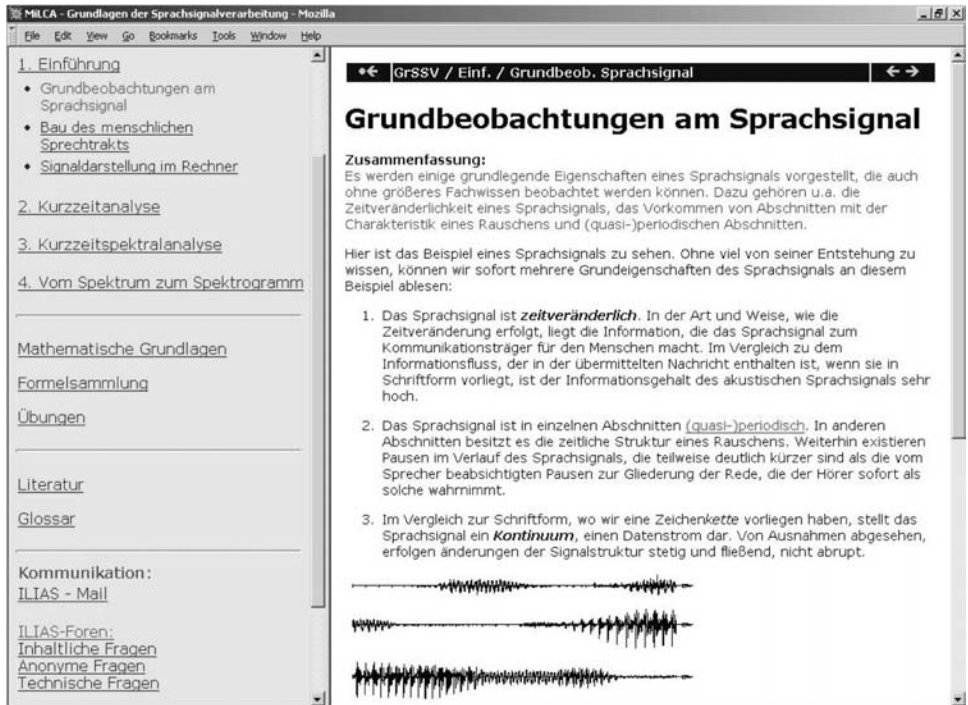 MiLCA - Grundlagen der Sprachsignalverarbeitung - Mozilla
File Edit View Go Bookmarks Tools Window Help
1. Einführung
• Grundbeobachtungen am
Sprachsignal
• Bau des menschlichen
Sprechtrakts
• Signaldarstellung im Rechner
2. Kurzzeitanalyse
3. Kurzzeitspektralanalyse
4. Vom Spektrum zum Spektrogramm
Mathematische Grundlagen
Formelsammlung
Übungen
Literatur
Glossar
Kommunikation:
ILIAS - Mail
ILIAS-Foren:
Inhaltliche Fragen
Anonyme Fragen
Technische Fragen
GrSSV / Einf. / Grundbeob. Sprachsignal
Grundbeobachtungen am Sprachsignal
Zusammenfassung:
Es werden einige grundlegende Eigenschaften eines Sprachsignals vorgestellt, die auch
ohne größeres Fachwissen beobachtet werden können. Dazu gehören u.a. die
Zeitveränderlichkeit eines Sprachsignals, das Vorkommen von Abschnitten mit der
Charakteristik eines Rauschens und (quasi-)periodischen Abschnitten.
Hier ist das Beispiel eines Sprachsignals zu sehen. Ohne viel von seiner Entstehung zu
wissen, können wir sofort mehrere Grundeigenschaften des Sprachsignals an diesem
Beispiel ablesen:
1. Das Sprachsignal ist zeitveränderlich. In der Art und Weise, wie die
Zeitveränderung erfolgt, liegt die Information, die das Sprachsignal zum
Kommunikationsträger für den Menschen macht. Im Vergleich zu dem
Informationsfluss, der in der übermittelten Nachricht enthalten ist, wenn sie in
Schriftform vorliegt, ist der Informationsgehalt des akustischen Sprachsignals sehr
hoch.
2. Das Sprachsignal ist in einzelnen Abschnitten (quasi-)periodisch. In anderen
Abschnitten besitzt es die zeitliche Struktur eines Rauschens. Weiterhin existieren
Pausen im Verlauf des Sprachsignals, die teilweise deutlich kürzer sind als die vom
Sprecher beabsichtigten Pausen zur Gliederung der Rede, die der Hörer sofort als
solche wahrnimmt.
3. Im Vergleich zur Schriftform, wo wir eine Zeichenkette vorliegen haben, stellt das
Sprachsignal ein Kontinuum, einen Datenstrom dar. Von Ausnahmen abgesehen,
erfolgen änderungen der Signalstruktur stetig und fließend, nicht abrupt.